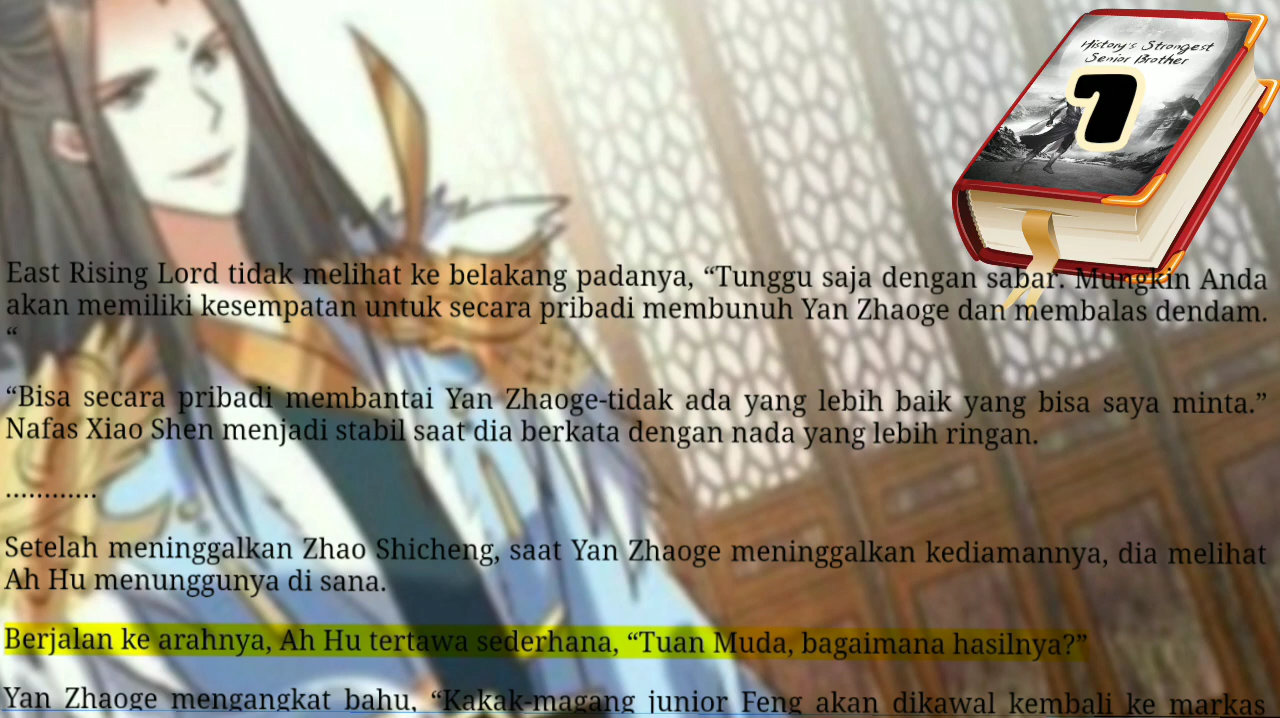 History's Strongest
Senior Brother
7
East Rising Lord tidak melihat ke belakang padanya, “Tunggu saja dengan sabar. Mungkin Anda
akan memiliki kesempatan untuk secara pribadi membunuh Yan Zhaoge dan membalas dendam.
“
“Bisa secara pribadi membantai Yan Zhaoge-tidak ada yang lebih baik yang bisa saya minta.”
Nafas Xiao Shen menjadi stabil saat dia berkata dengan nada yang lebih ringan.
............
Setelah meninggalkan Zhao Shicheng, saat Yan Zhaoge meninggalkan kediamannya, dia melihat
Ah Hu menunggunya di sana.
Berjalan ke arahnya, Ah Hu tertawa sederhana, “Tuan Muda, bagaimana hasilnya?”
Yan Zhaoge mengangkat bahu, “Kakak-magang junior Feng akan dikawal kembali ke markas